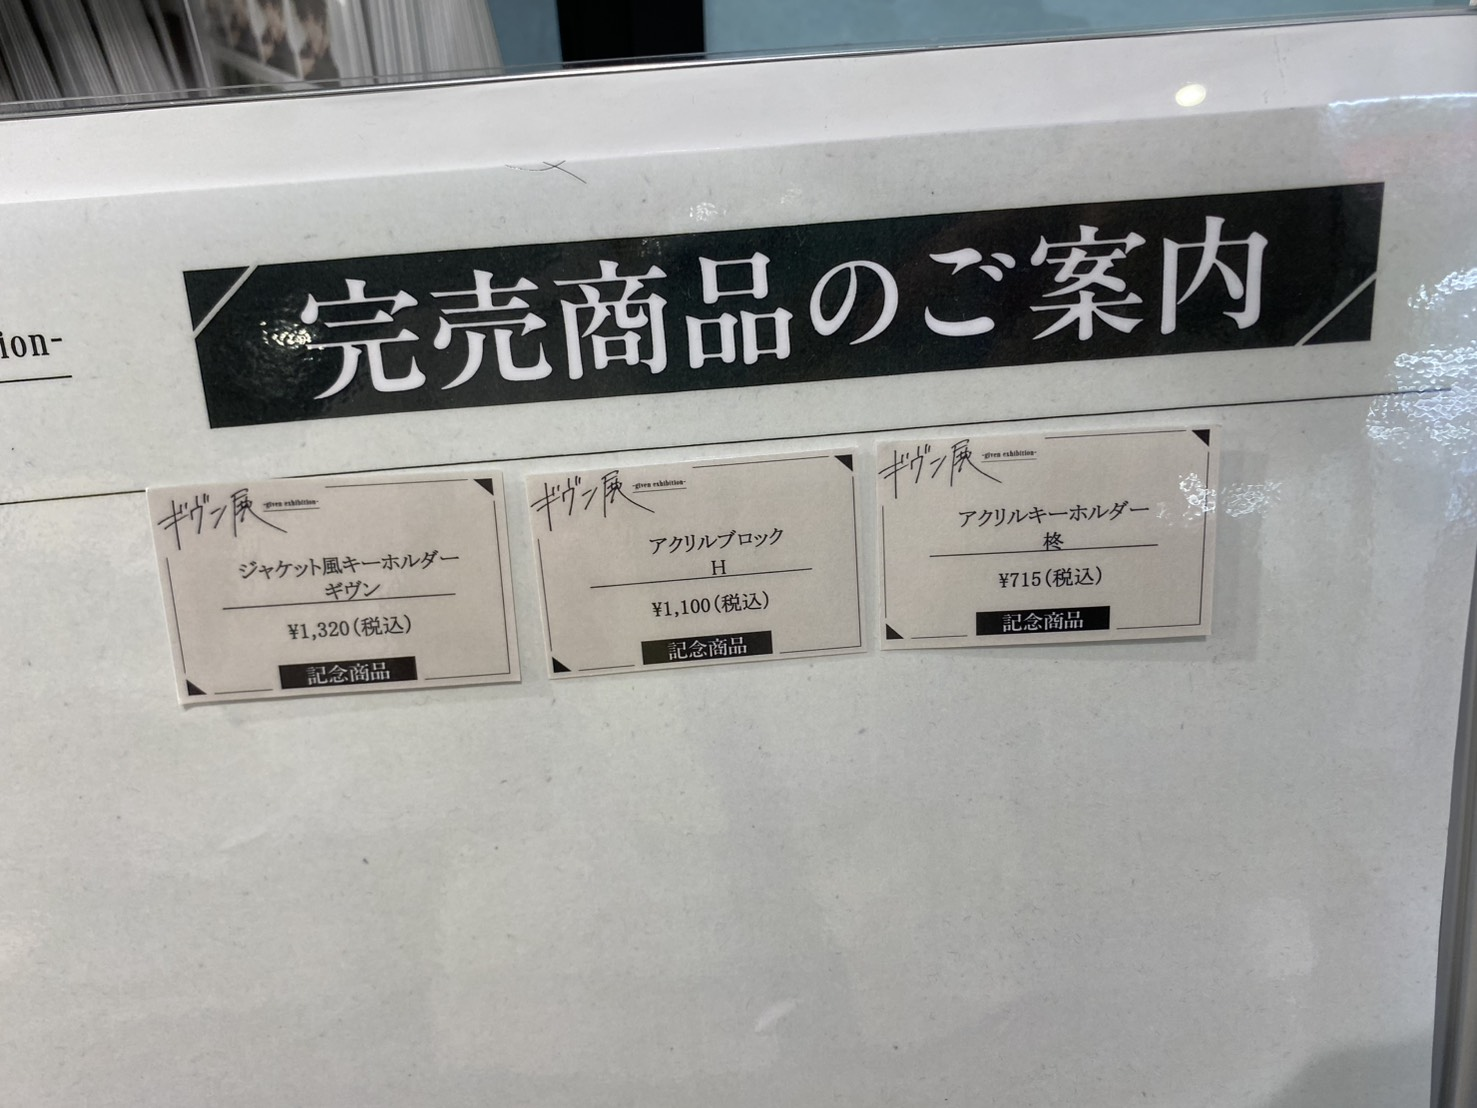 完売商品のご案内
ion-
ギヴン展 -given exhibition-
ジャケット風キーホルダー
ギヴン
¥1,320(税込)
記念商品
ギヴン展 -given exhibition-
アクリルブロック
H
¥1,100(税込)
記念商品
ギヴン展 -given exhibition-
アクリルキーホルダー
柊
¥715(税込)
記念商品